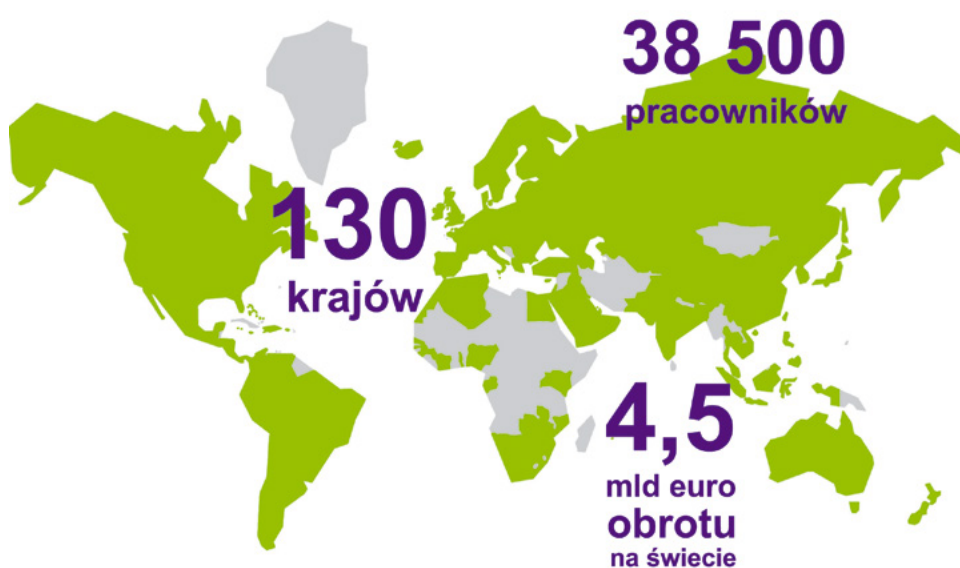 38 500
pracowników
130
krajów
4,5
mld euro
obrotu
na świecie